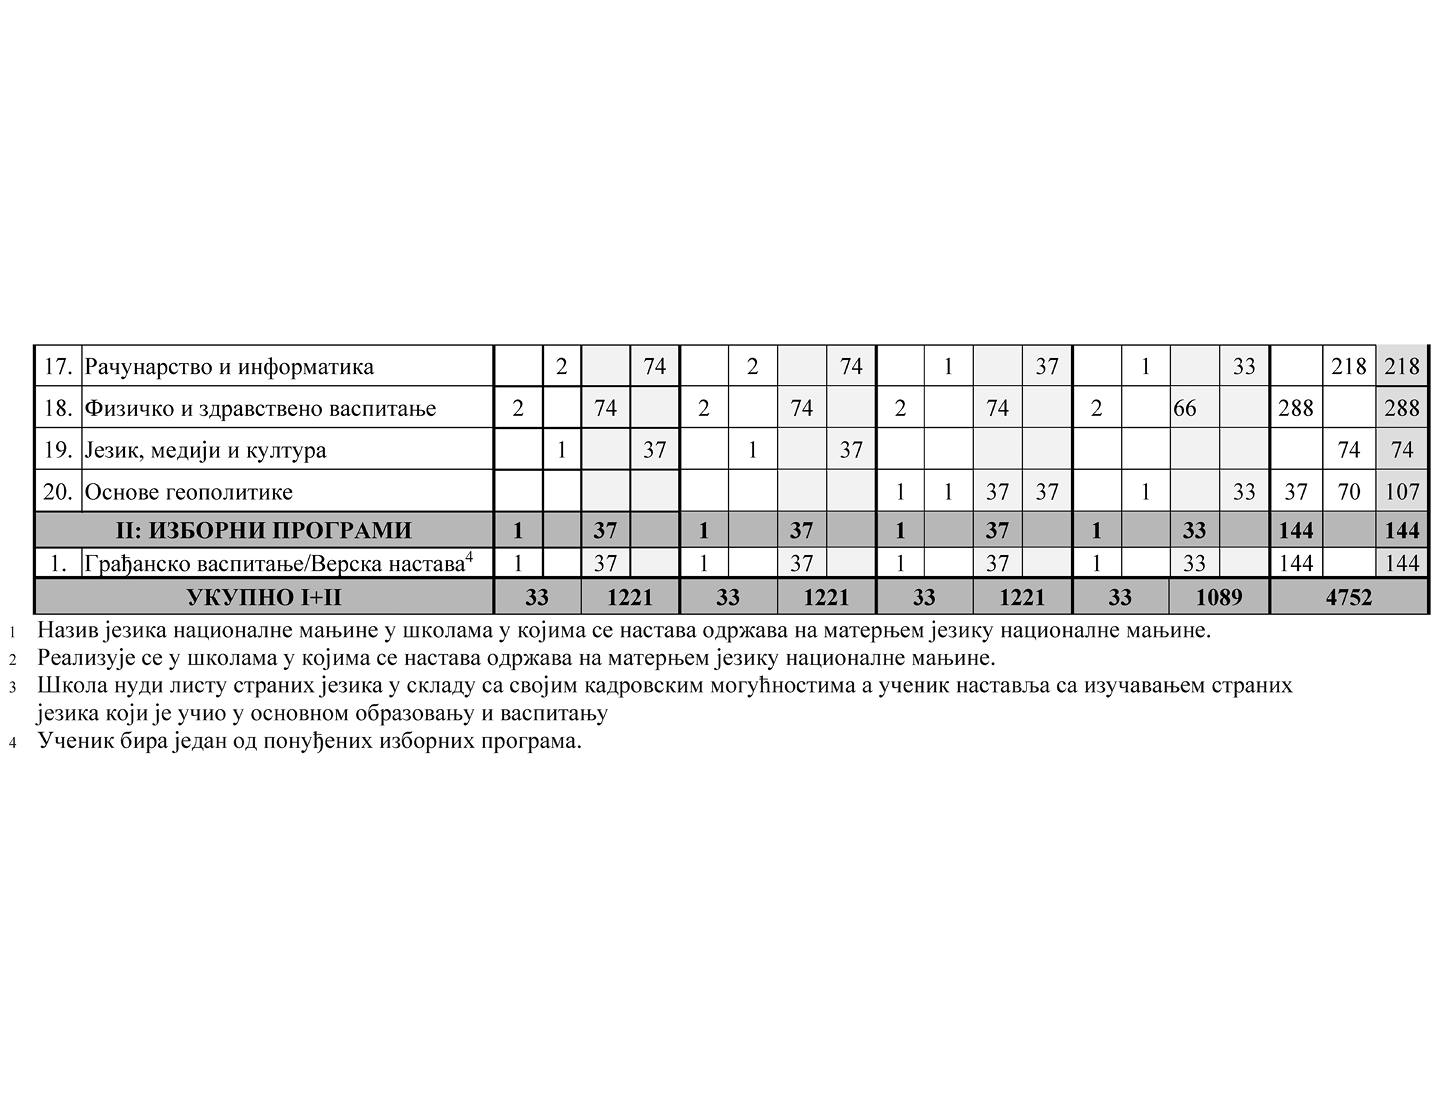 17. Рачунарство и информатика 2 74 2 74 1 37 1 33 218 218
18. Физичко и здравствено васпитање 2 74 2 74 2 74 2 66 288 288
19. Језик, медији и култура 1 37 1 37 74 74
20. Основе геополитике 1 1 37 37 1 33 37 70 107
II: ИЗБОРНИ ПРОГРАМИ 1 37 1 37 1 37 1 33 144 144
1. Грађанско васпитање/Верска настава4 1 37 1 37 1 37 1 33 144 144
УКУПНО I+II 33 1221 33 1221 33 1221 33 1089 4752
1 Назив језика националне мањине у школама у којима се настава одржава на матерњем језику националне мањине.
2 Реализује се у школама у којима се настава одржава на матерњем језику националне мањине.
3 Школа нуди листу страних језика у складу са својим кадровским могућностима а ученик наставља са изучавањем страних
језика који је учио у основном образовању и васпитању
4 Ученик бира један од понуђених изборних програма.